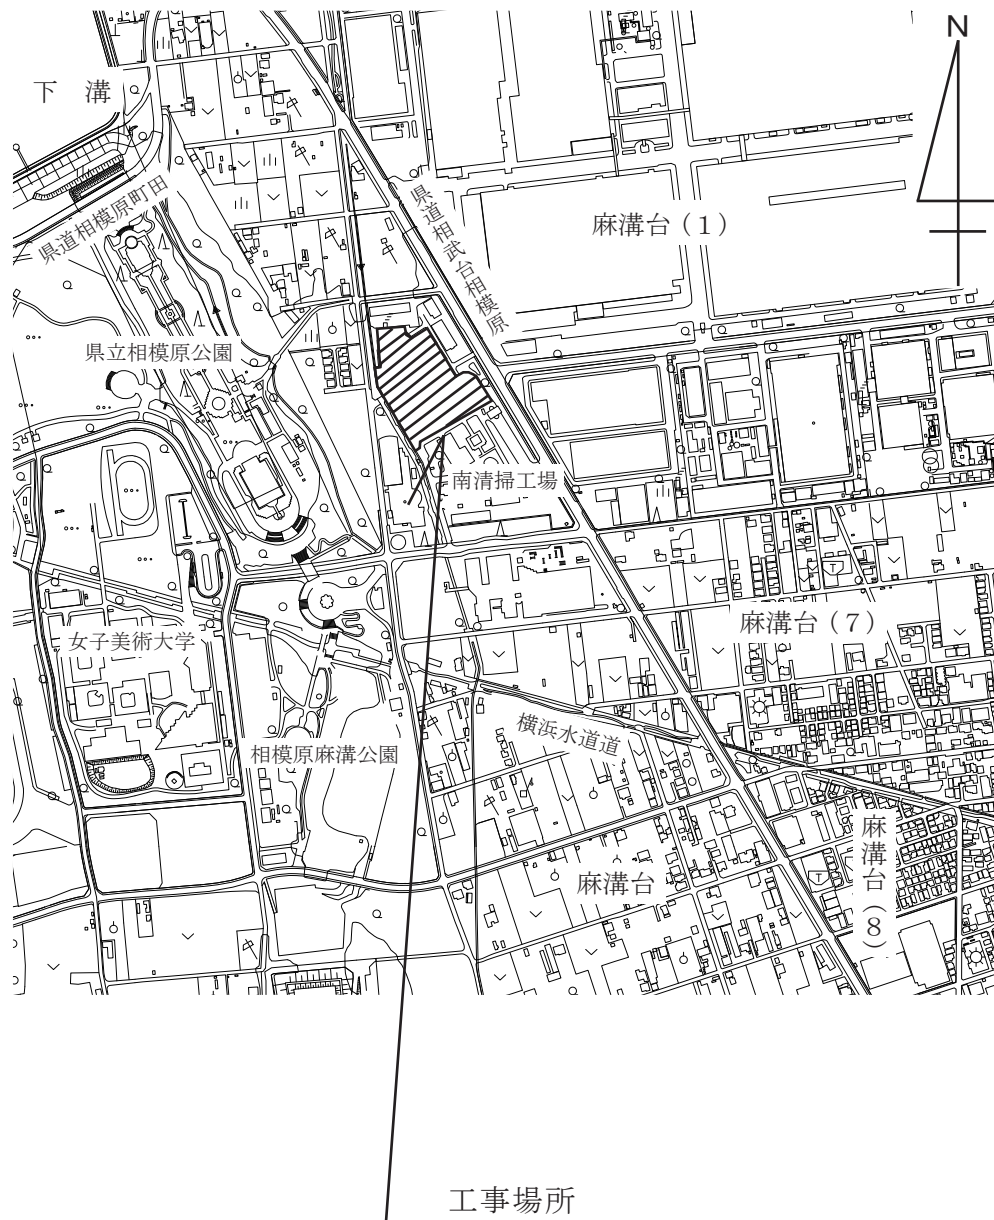 N
下 溝
県道相模原町田
県道相武台相模原
麻溝台（1）
県立相模原公園
南清掃工場
女子美術大学
麻溝台（7）
横浜水道道
相模原麻溝公園
麻溝台（8）
麻溝台
工事場所